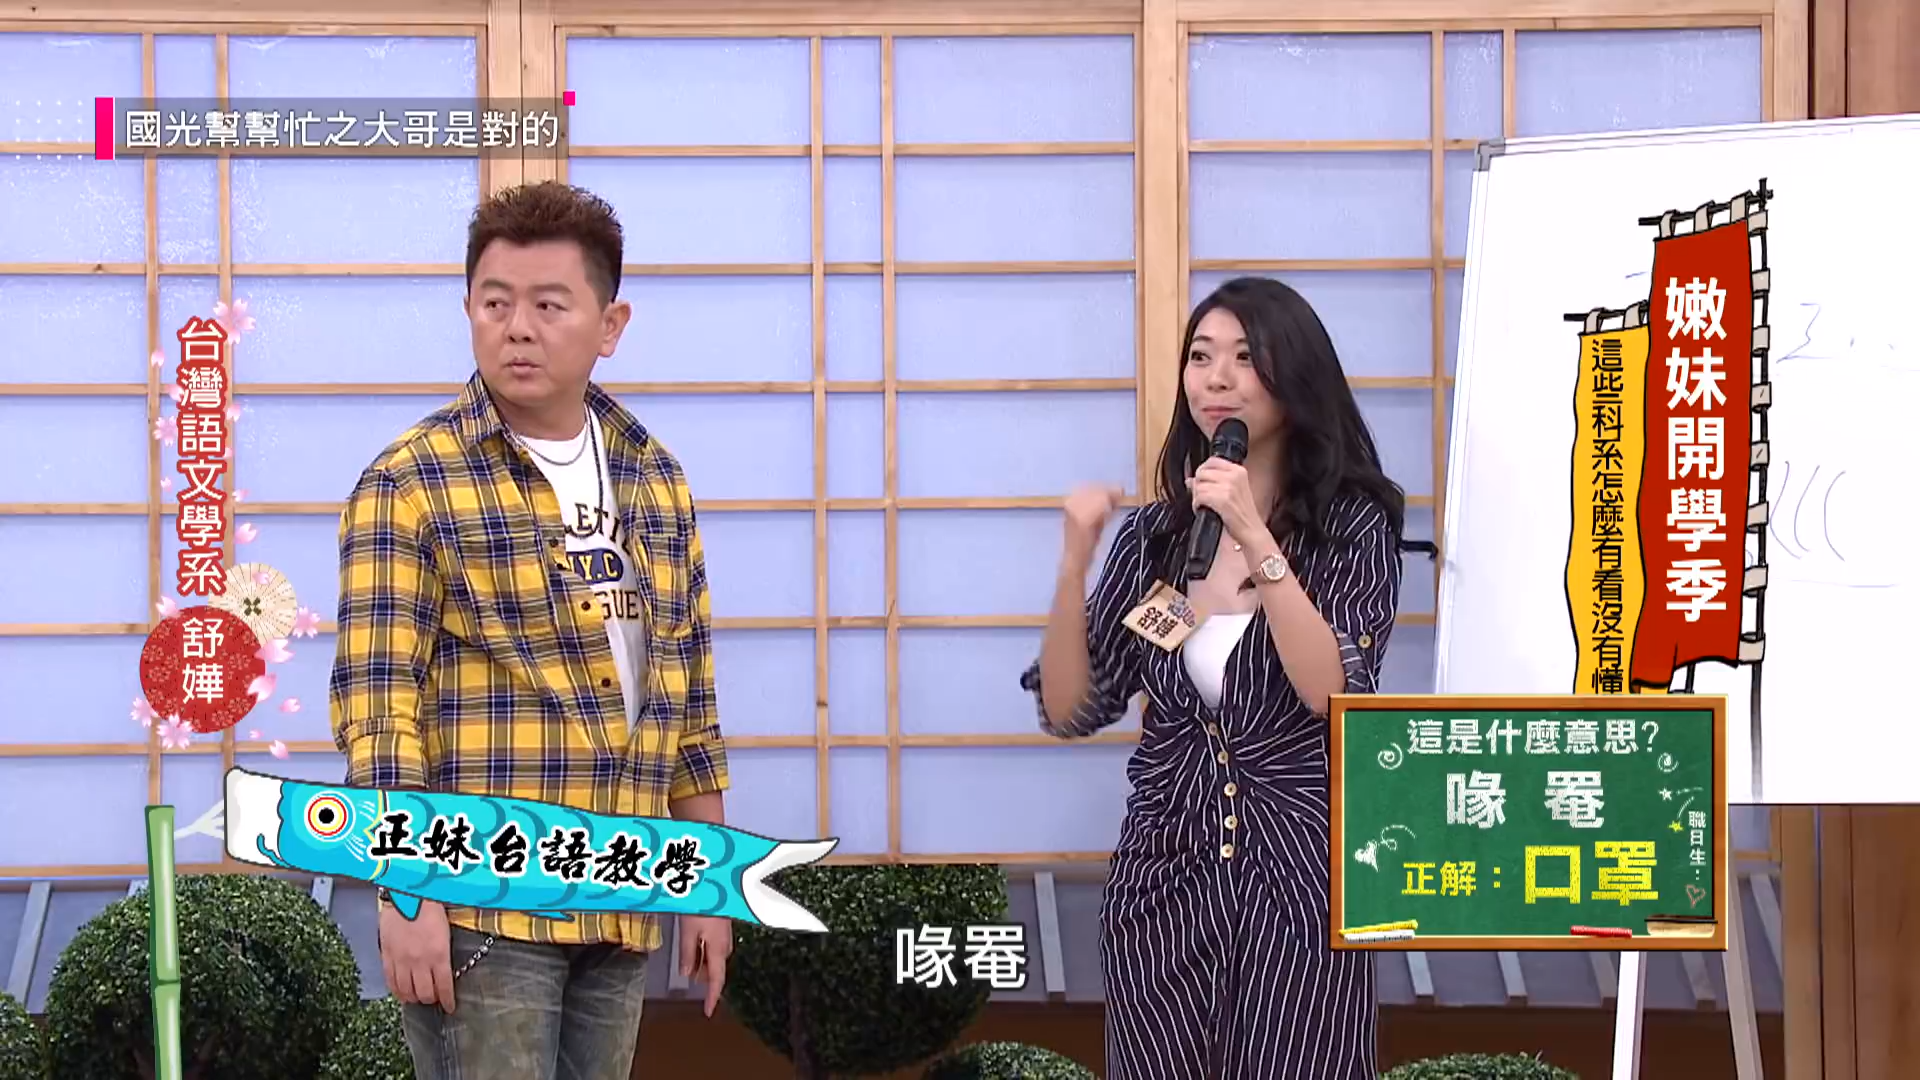 國光幫幫忙之大哥是對的
台灣語文學系
舒嬅
嫩妹開學季
這些科系怎麼有看沒有懂
舒嬅
N.Y.C
正妹台語教學
這是什麼意思?
喙罨
正解：口罩
職日生：
喙罨